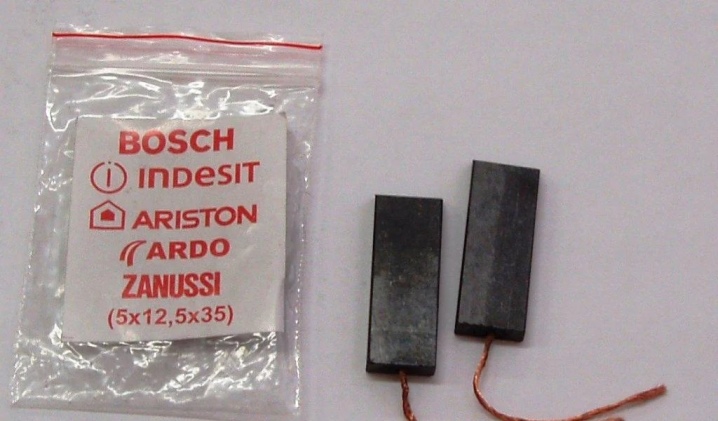 BOSCH
i INDESIT
ARISTON
ARDO
ZANUSSI
(5x12,5x35)